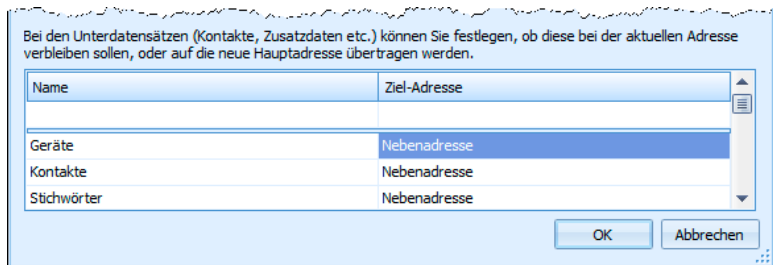 Bei den Unterdatensätzen (Kontakte, Zusatzdaten etc.) können Sie festlegen, ob diese bei der aktuellen Adresse
verbleiben sollen, oder auf die neue Hauptadresse übertragen werden.
Name Ziel-Adresse
Geräte Nebenadresse
Kontakte Nebenadresse
Stichwörter Nebenadresse
OK Abbrechen